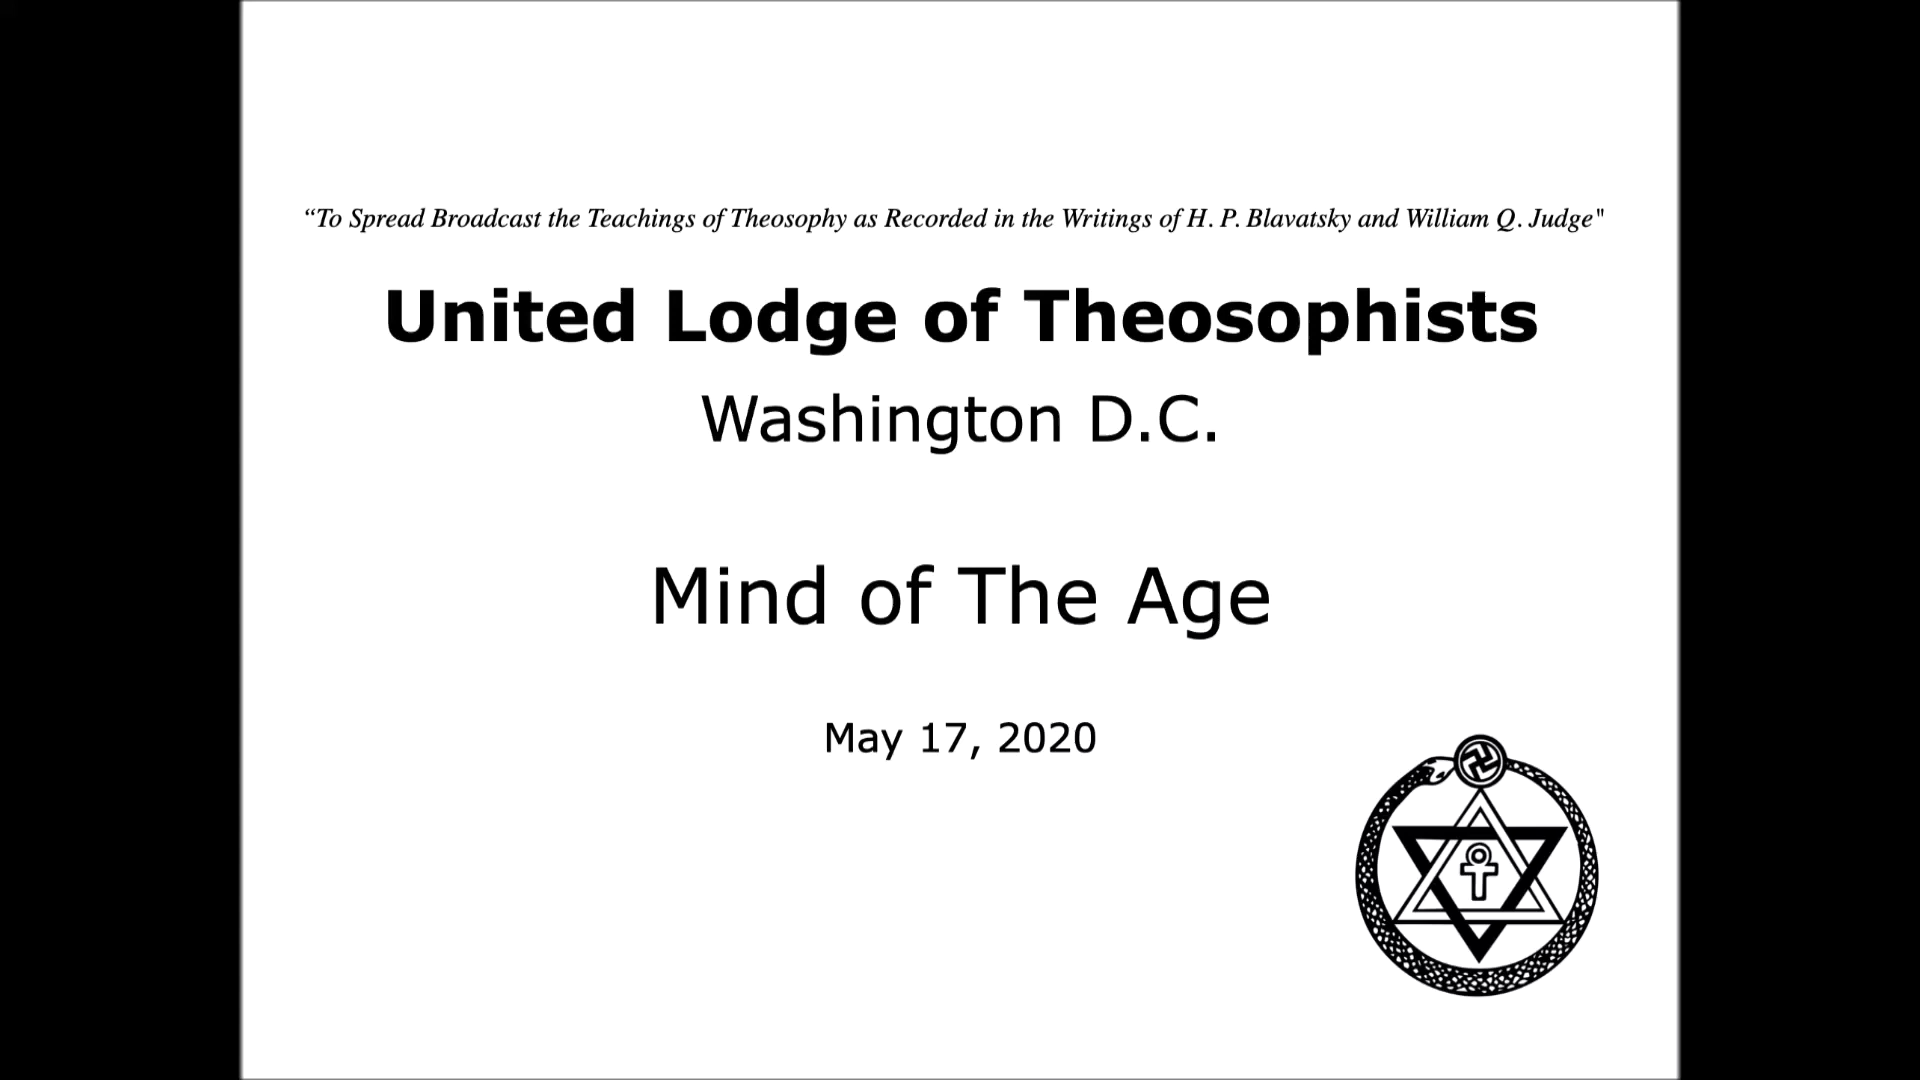 “To Spread Broadcast the Teachings of Theosophy as Recorded in the Writings of H. P. Blavatsky and William Q. Judge"
United Lodge of Theosophists
Washington D.C.
Mind of The Age
May 17, 2020